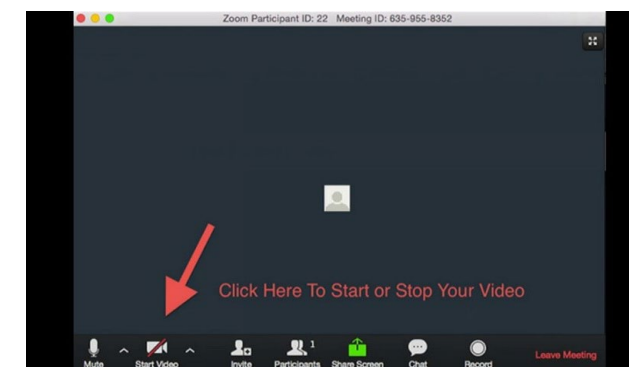 Zoom Participant ID: 22 Meeting ID: 635-955-8352
Click Here To Start or Stop Your Video
1
Mute Start Video Invite Participants Share Screen Chat Record Leave Meeting